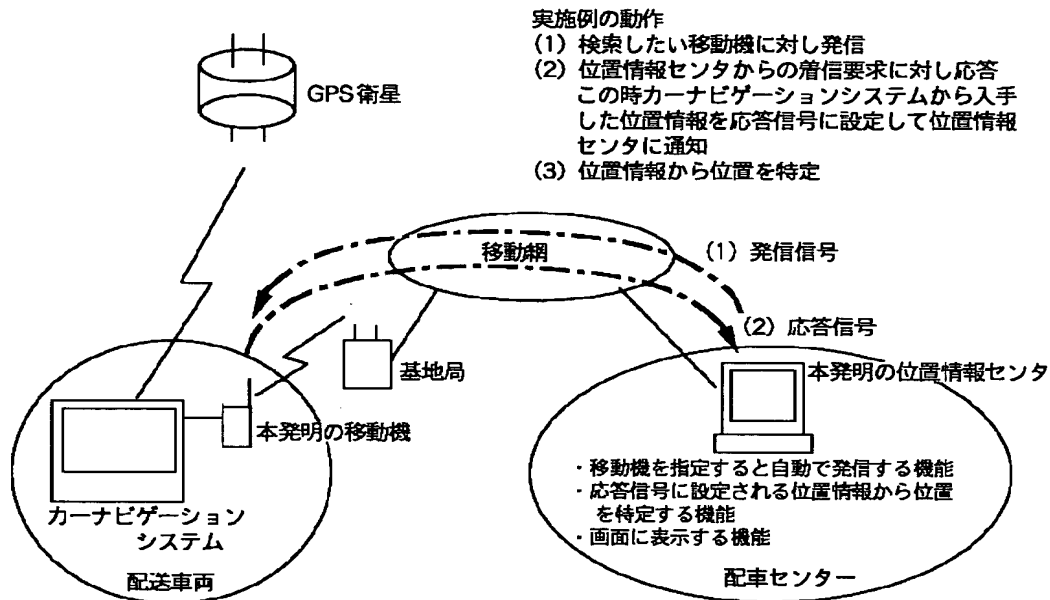 実施例の動作
(1) 検索したい移動機に対し発信
(2) 位置情報センタからの着信要求に対し応答
この時カーナビゲーションシステムから入手
した位置情報を応答信号に設定して位置情報
センタに通知
(3) 位置情報から位置を特定
GPS衛星
移動網
(1) 発信信号
(2) 応答信号
基地局
本発明の位置情報センタ
本発明の移動機
・移動機を指定すると自動で発信する機能
・応答信号に設定される位置情報から位置
を特定する機能
・画面に表示する機能
カーナビゲーション
システム
配送車両
配車センター